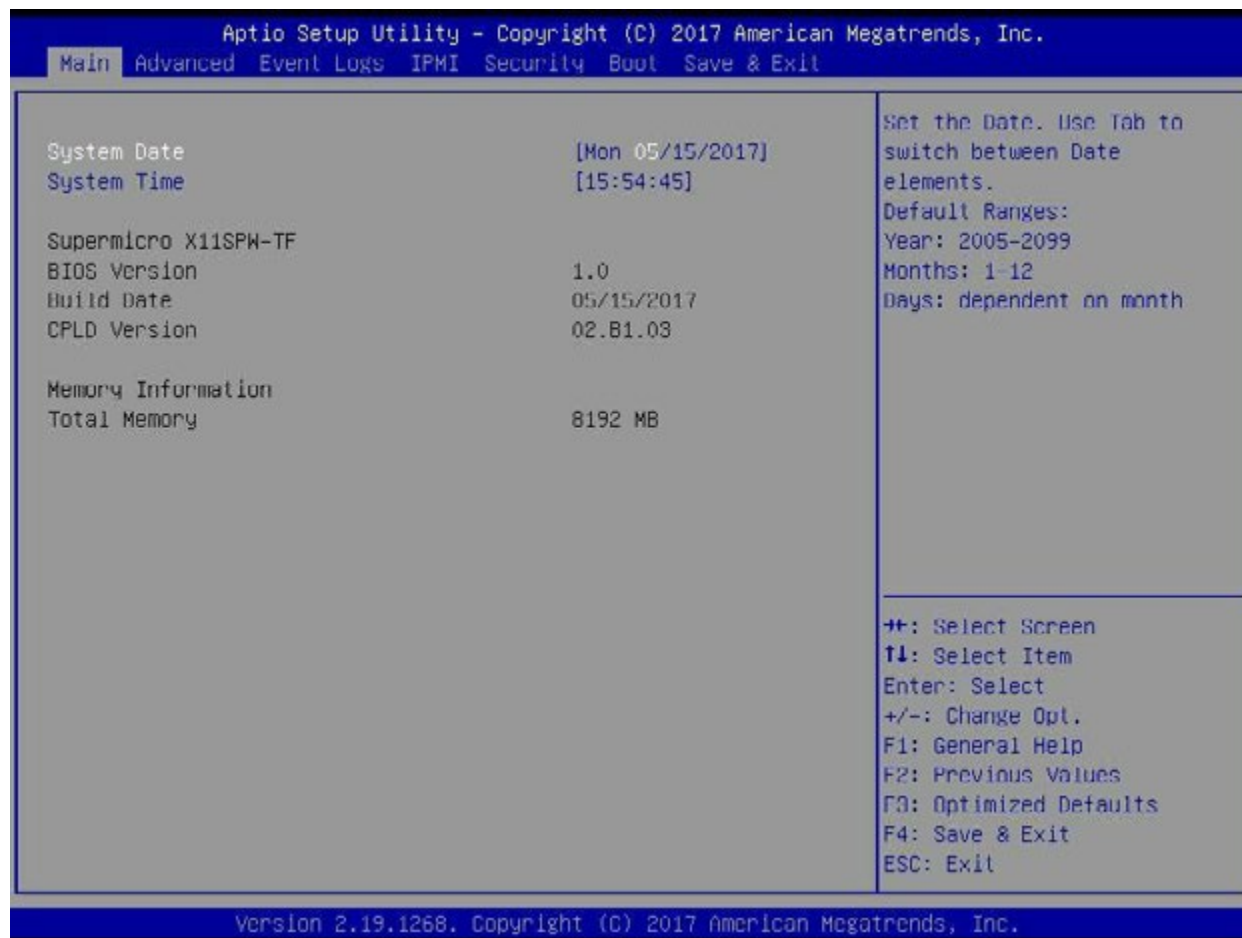 Aptio Setup Utility - Copyright (C) 2017 American Megatrends, Inc.
Main Advanced Event Logs IPMI Security Boot Save & Exit
System Date [Mon 05/15/2017]
System Time [15:54:45]
Supermicro X11SPW-TF
BIOS Version 1.0
Build Date 05/15/2017
CPLD Version 02.B1.03
Memory Information
Total Memory 8192 MB
Set the Date. Use Tab to
switch between Date
elements.
Default Ranges:
Year: 2005-2099
Months: 1-12
Days: dependent on month
→←: Select Screen
↑↓: Select Item
Enter: Select
+/-: Change Opt.
F1: General Help
F2: Previous Values
F3: Optimized Defaults
F4: Save & Exit
ESC: Exit
Version 2.19.1268. Copyright (C) 2017 American Megatrends, Inc.